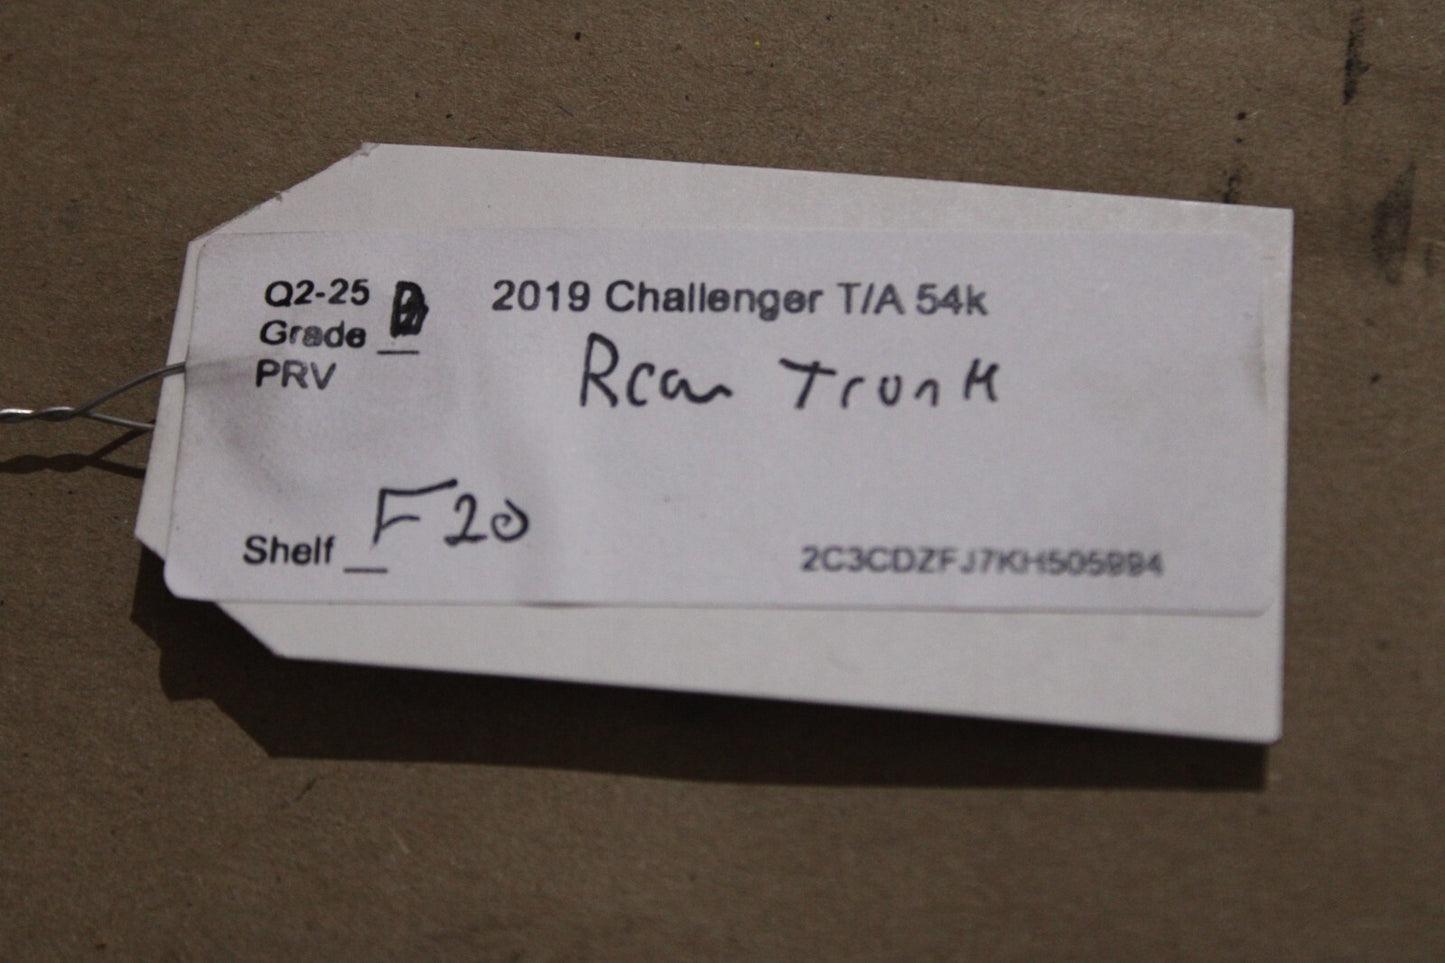 Q2-25
Grade
PRV
2019 Challenger T/A 54k
Rear Trunk
Shelf F20
2C3CDZFJ7KH505994